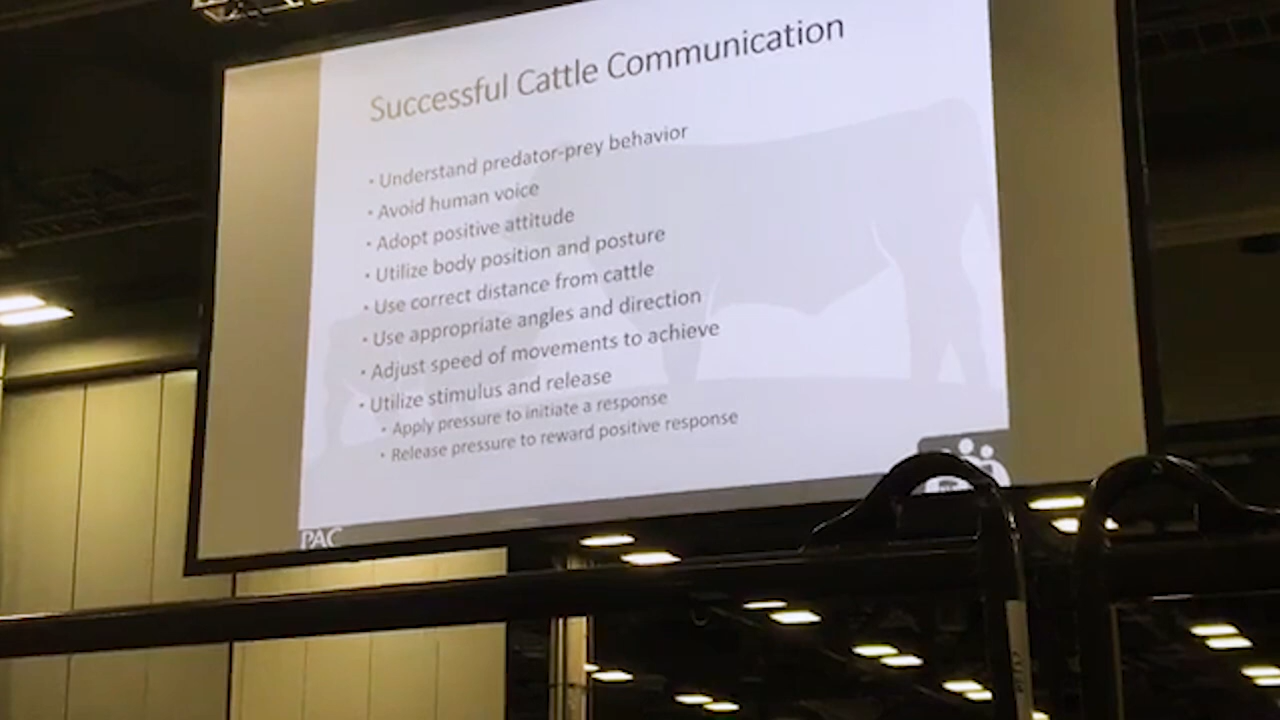 Successful Cattle Communication
• Understand predator-prey behavior
• Avoid human voice
• Adopt positive attitude
• Utilize body position and posture
• Use correct distance from cattle
• Use appropriate angles and direction
• Adjust speed of movements to achieve
• Utilize stimulus and release
• Apply pressure to initiate a response
• Release pressure to reward positive response
PAC